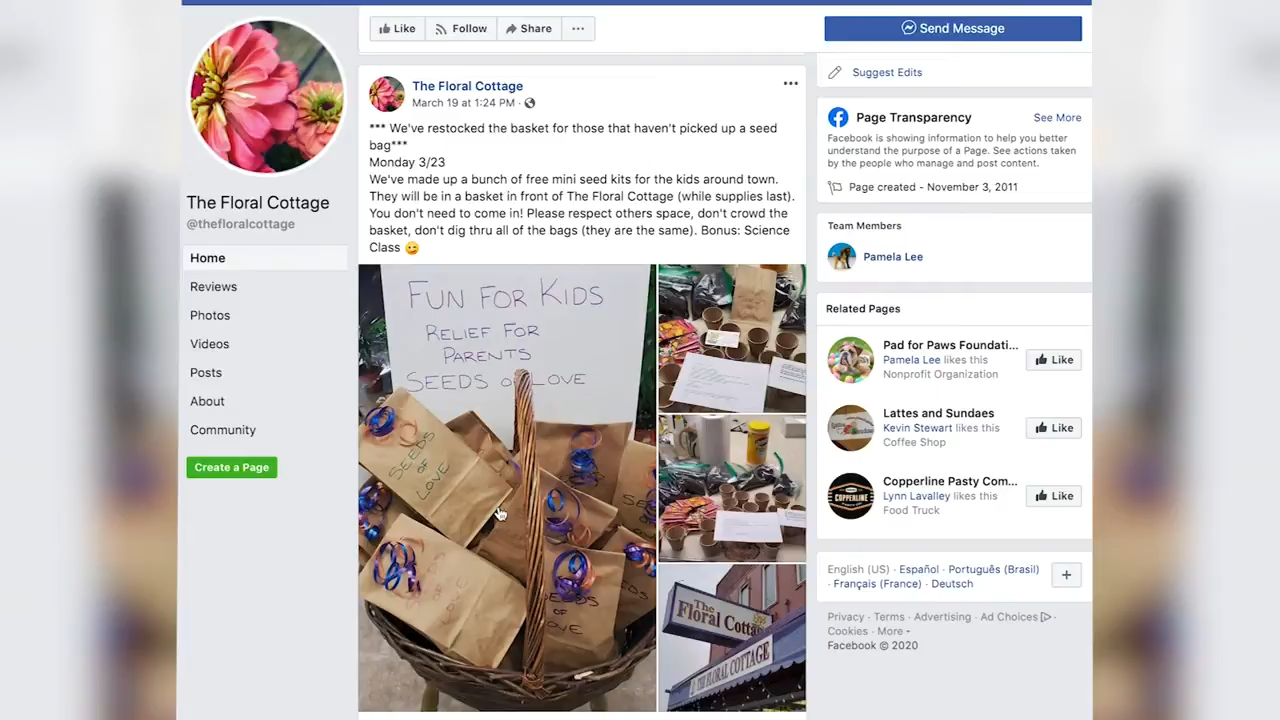 Like Follow Share ...
Send Message
The Floral Cottage
@thefloralcottage
Home
Reviews
Photos
Videos
Posts
About
Community
Create a Page
The Floral Cottage
March 19 at 1:24 PM ·
*** We've restocked the basket for those that haven't picked up a seed
bag***
Monday 3/23
We've made up a bunch of free mini seed kits for the kids around town.
They will be in a basket in front of The Floral Cottage (while supplies last).
You don't need to come in! Please respect others space, don't crowd the
basket, don't dig thru all of the bags (they are the same). Bonus: Science
Class 😄
FUN FOR KIDS
RELIEF FOR
PARENTS
SEEDS OF LOVE
SEEDS
OF
LOVE
SEEDS
OF
LOVE
The
Floral Cotta
THE FLORAL COTTAGE
Suggest Edits
Page Transparency See More
Facebook is showing information to help you better
understand the purpose of a Page. See actions taken
by the people who manage and post content.
Page created - November 3, 2011
Team Members
Pamela Lee
Related Pages
Pad for Paws Foundati...
Pamela Lee likes this
Nonprofit Organization
Like
Lattes and Sundaes
Kevin Stewart likes this
Coffee Shop
Like
Copperline Pasty Com...
Lynn Lavalley likes this
Food Truck
Like
COPPERLINE
English (US) · Español · Português (Brasil)
· Français (France) · Deutsch
+
Privacy · Terms · Advertising · Ad Choices ·
Cookies · More
Facebook © 2020